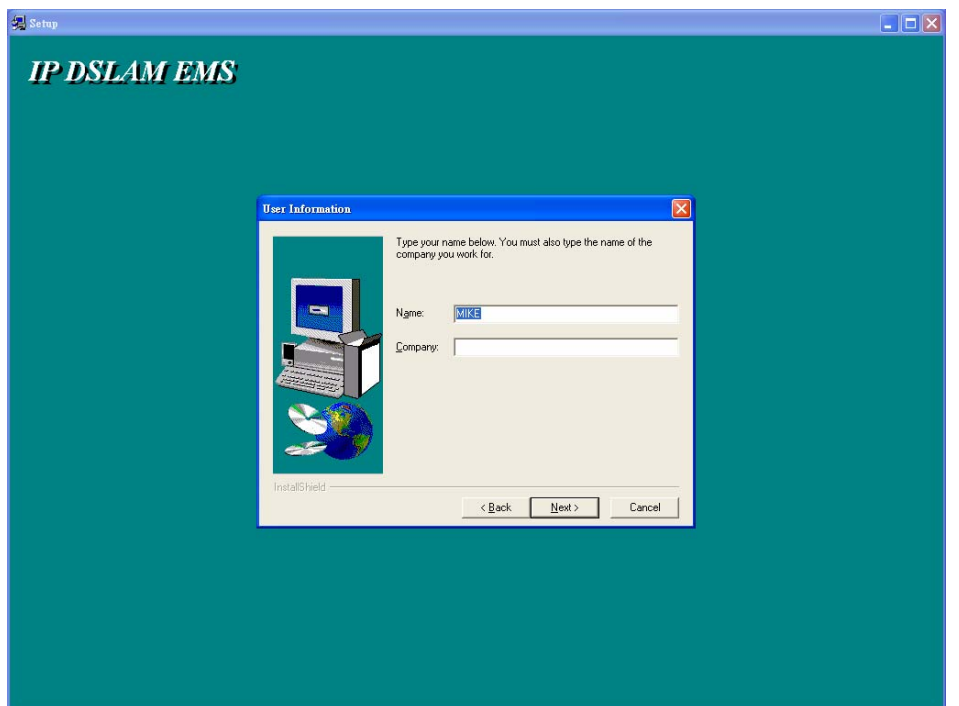 Setup
IP DSLAM EMS
User Information
Type your name below. You must also type the name of the
company you work for.
Name: MIKE
Company:
InstallShield
< Back Next > Cancel